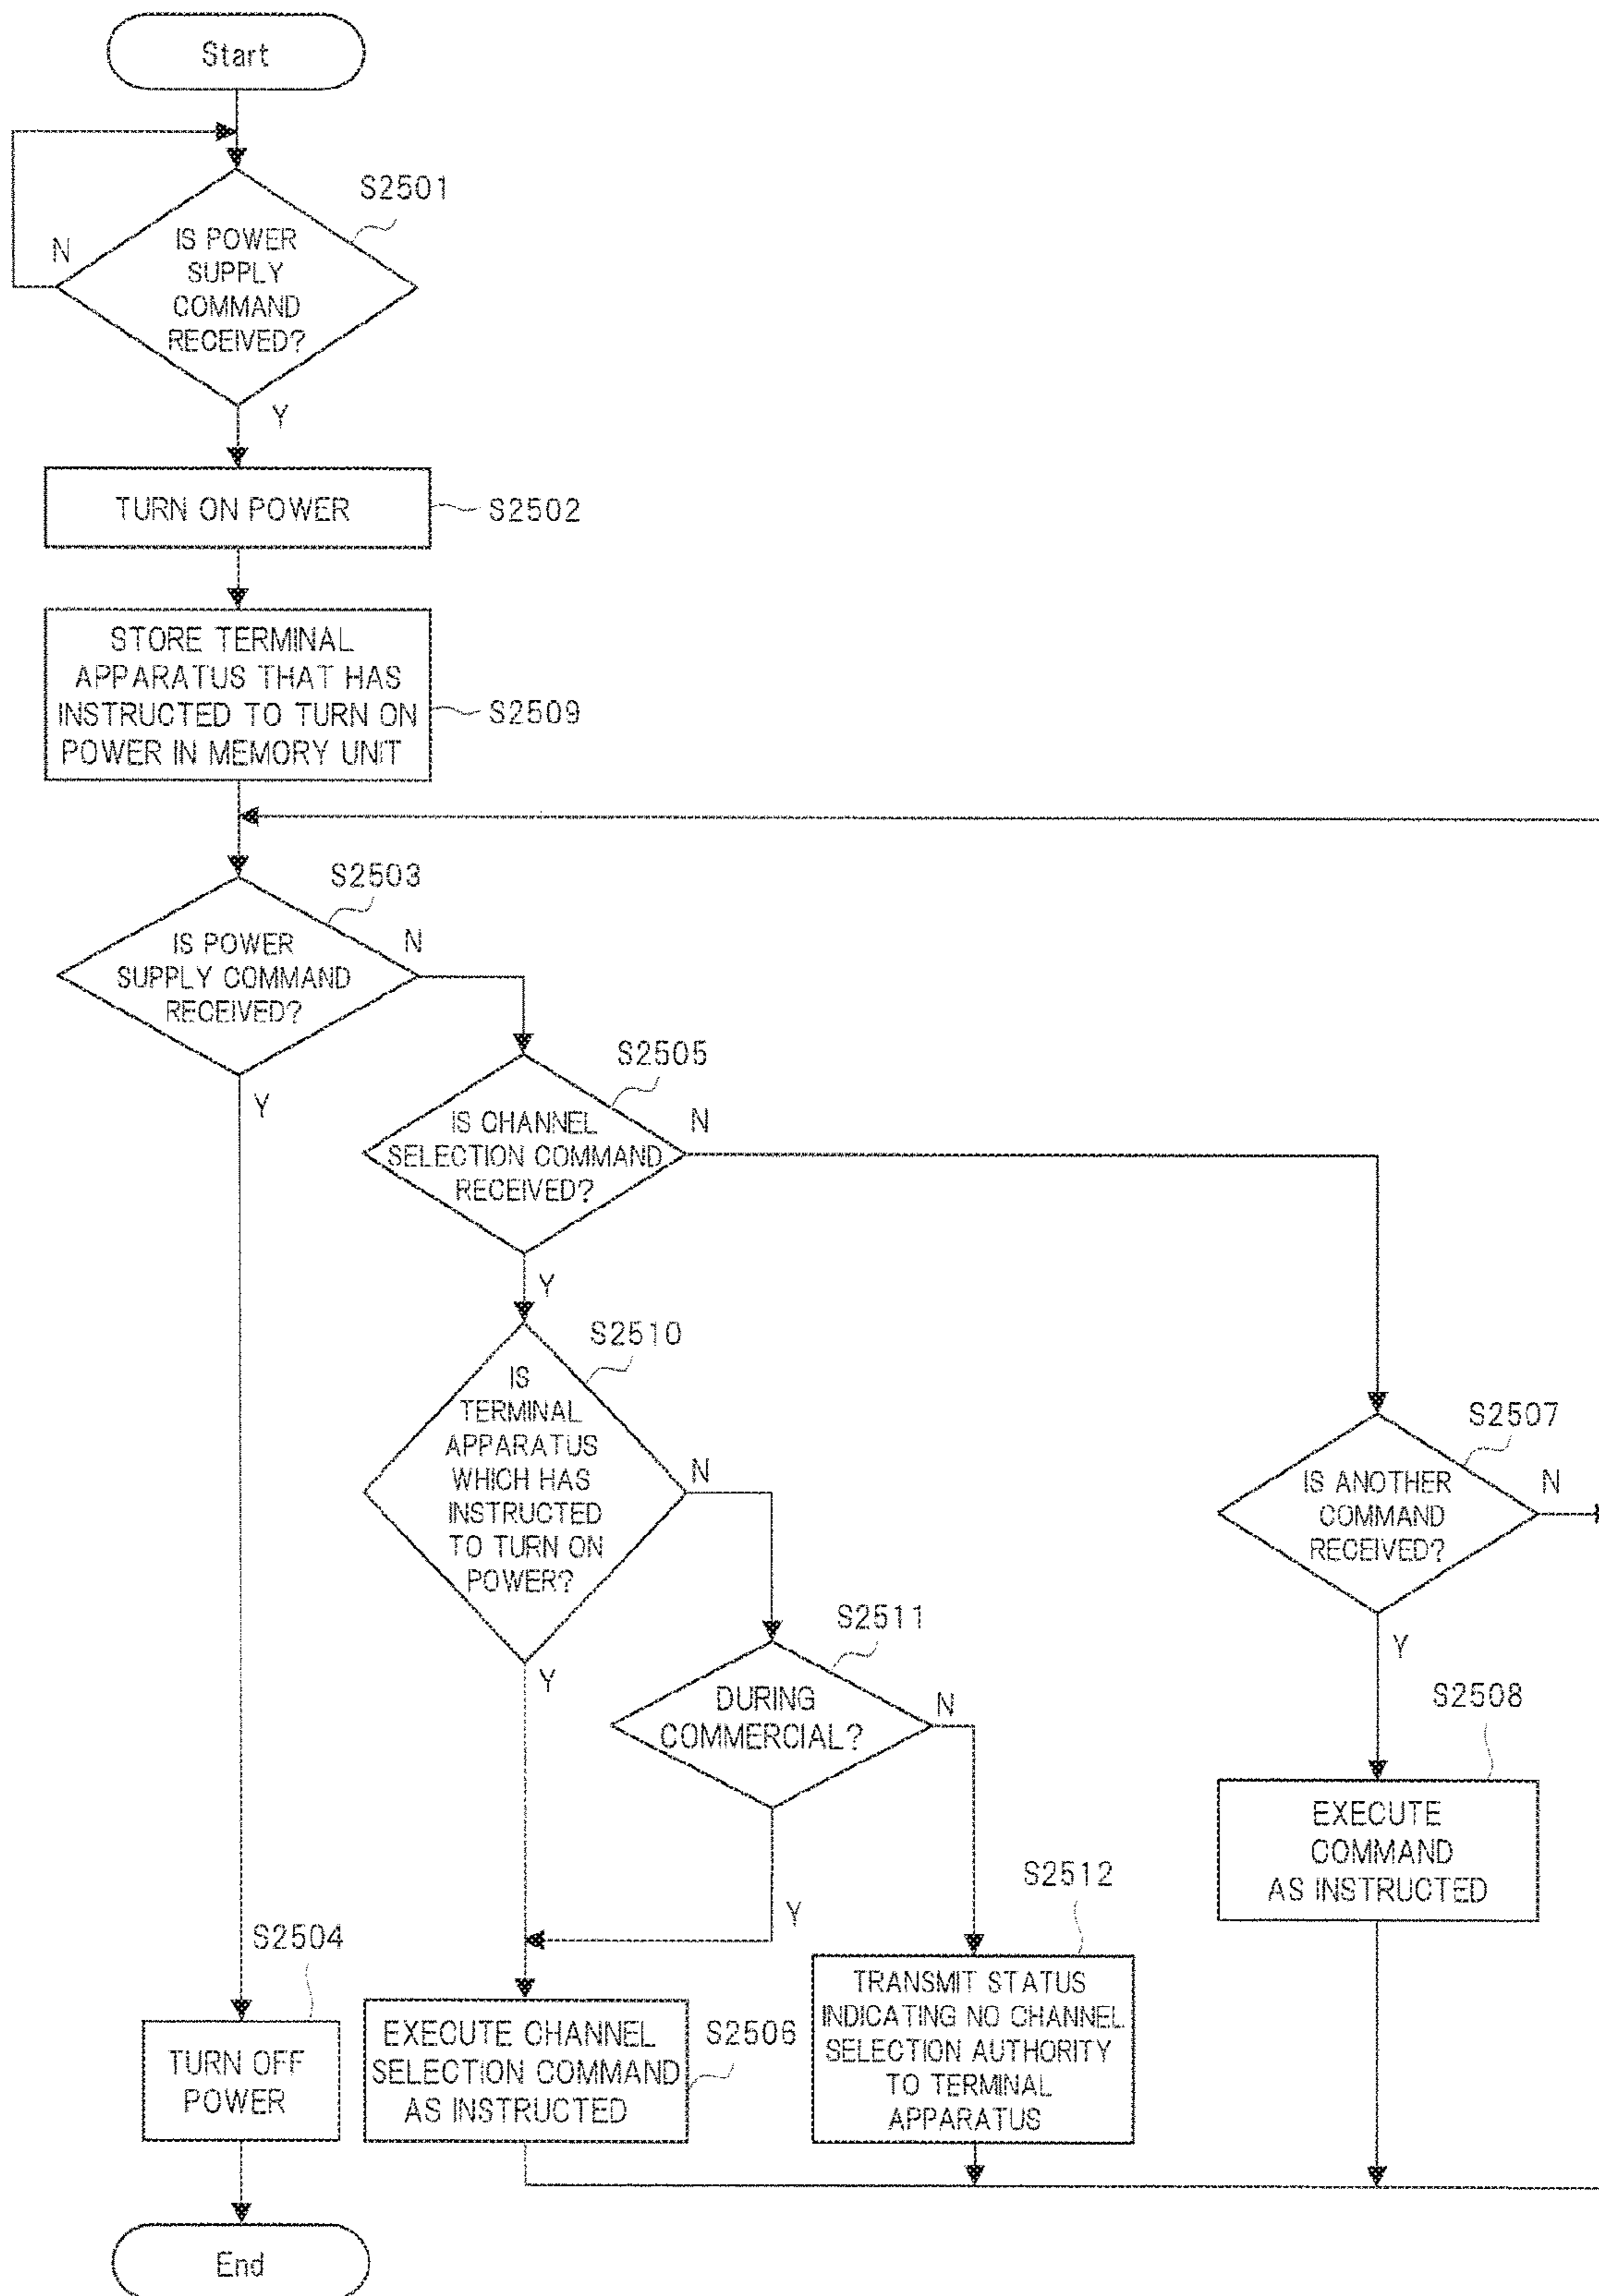 Start
S2501
N
IS POWER
SUPPLY
COMMAND
RECEIVED?
Y
TURN ON POWER
S2502
STORE TERMINAL
APPARATUS THAT HAS
INSTRUCTED TO TURN ON
POWER IN MEMORY UNIT
S2509
S2503
IS POWER
SUPPLY COMMAND
RECEIVED?
N
Y
S2505
IS CHANNEL
SELECTION COMMAND
RECEIVED?
N
Y
S2510
IS
TERMINAL
APPARATUS
WHICH HAS
INSTRUCTED
TO TURN ON
POWER?
N
Y
S2507
IS ANOTHER
COMMAND
RECEIVED?
N
Y
S2511
DURING
COMMERCIAL?
N
Y
S2508
EXECUTE
COMMAND
AS INSTRUCTED
S2504
TURN OFF
POWER
EXECUTE CHANNEL
SELECTION COMMAND
AS INSTRUCTED
S2506
S2512
TRANSMIT STATUS
INDICATING NO CHANNEL
SELECTION AUTHORITY
TO TERMINAL
APPARATUS
End